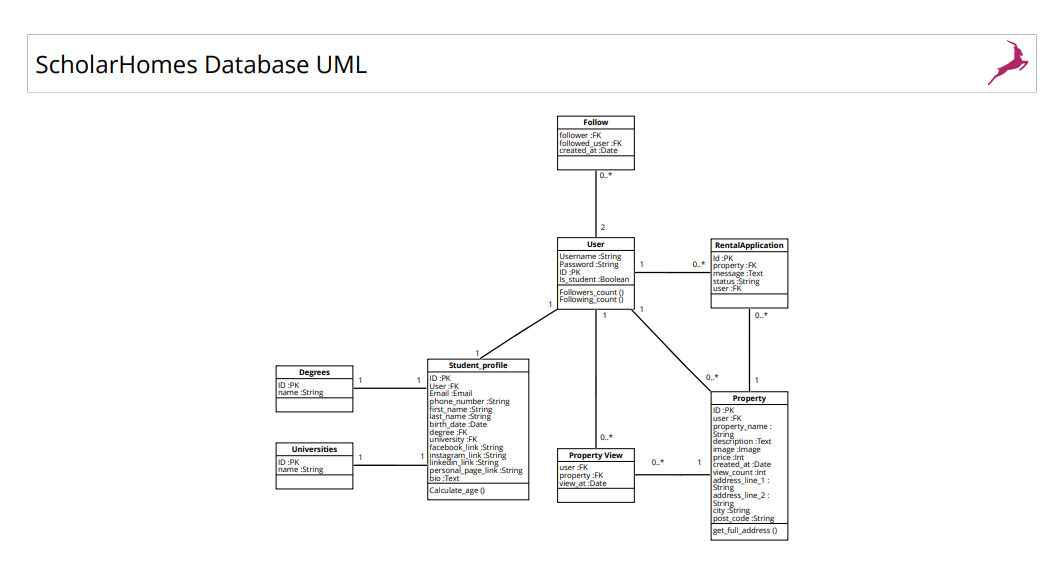 ScholarHomes Database UML
Follow
follower :FK
followed_user :FK
created_at :Date
0..*
2
User
Username :String
Password :String
ID :PK
Is_student :Boolean
Followers_count ()
Following_count ()
1
0..*
RentalApplication
Id :PK
property :FK
message :Text
status :String
user :FK
1
1
1
0..*
1
Student_profile
ID :PK
User :FK
Email :Email
phone_number :String
first_name :String
last_name :String
birth_date :Date
degree :FK
university :FK
facebook_link :String
instagram_link :String
linkedin_link :String
personal_page_link :String
bio :Text
Calculate_age ()
Degrees
ID :PK
name :String
1
1
Universities
ID :PK
name :String
1
1
0..*
1
Property
ID :PK
user :FK
property_name :
String
description :Text
image :Image
price :Int
created_at :Date
view_count :Int
address_line_1 :
String
address_line_2 :
String
city :String
post_code :String
get_full_address ()
0..*
Property View
user :FK
property :FK
view_at :Date
0..*
1